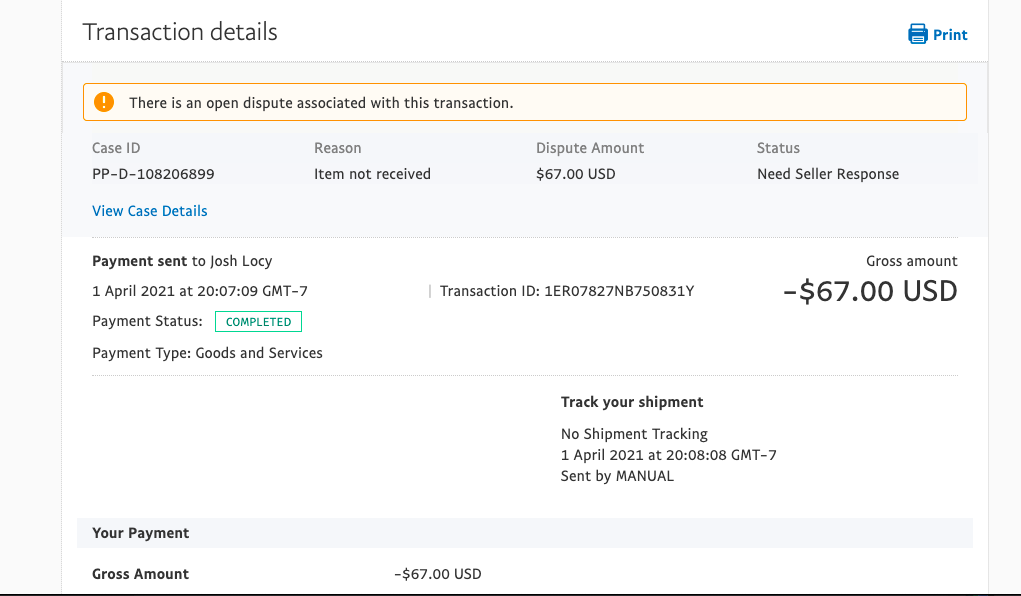 Transaction details
Print
There is an open dispute associated with this transaction.
Case ID Reason Dispute Amount Status
PP-D-108206899 Item not received $67.00 USD Need Seller Response
View Case Details
Payment sent to Josh Locy Gross amount
1 April 2021 at 20:07:09 GMT-7 | Transaction ID: 1ER07827NB750831Y -$67.00 USD
Payment Status: COMPLETED
Payment Type: Goods and Services
Track your shipment
No Shipment Tracking
1 April 2021 at 20:08:08 GMT-7
Sent by MANUAL
Your Payment
Gross Amount -$67.00 USD